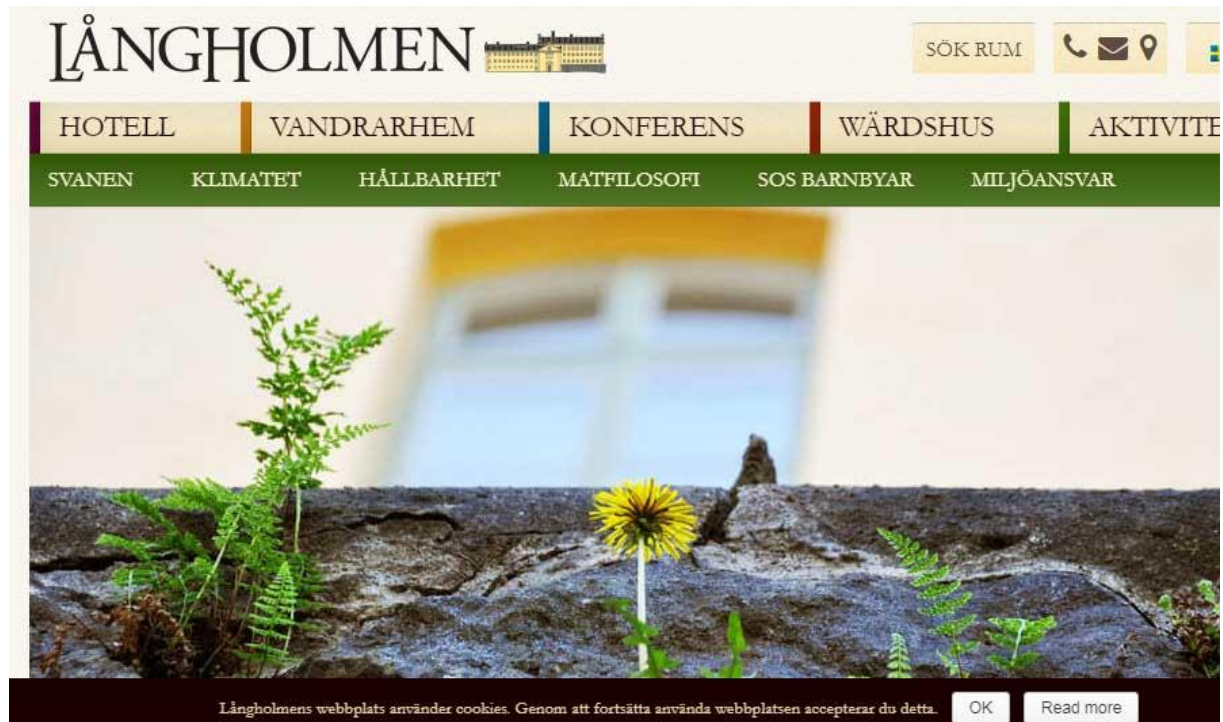 LÅNGHOLMEN
SÖK RUM
HOTELL VANDRARHEM KONFERENS WÄRDSHUS AKTIVITE
SVANEN KLIMATET HÅLLBARHET MATFILOSOFI SOS BARNBYAR MILJÖANSVAR
Långholmens webbplats använder cookies. Genom att fortsätta använda webbplatsen accepterar du detta. OK Read more